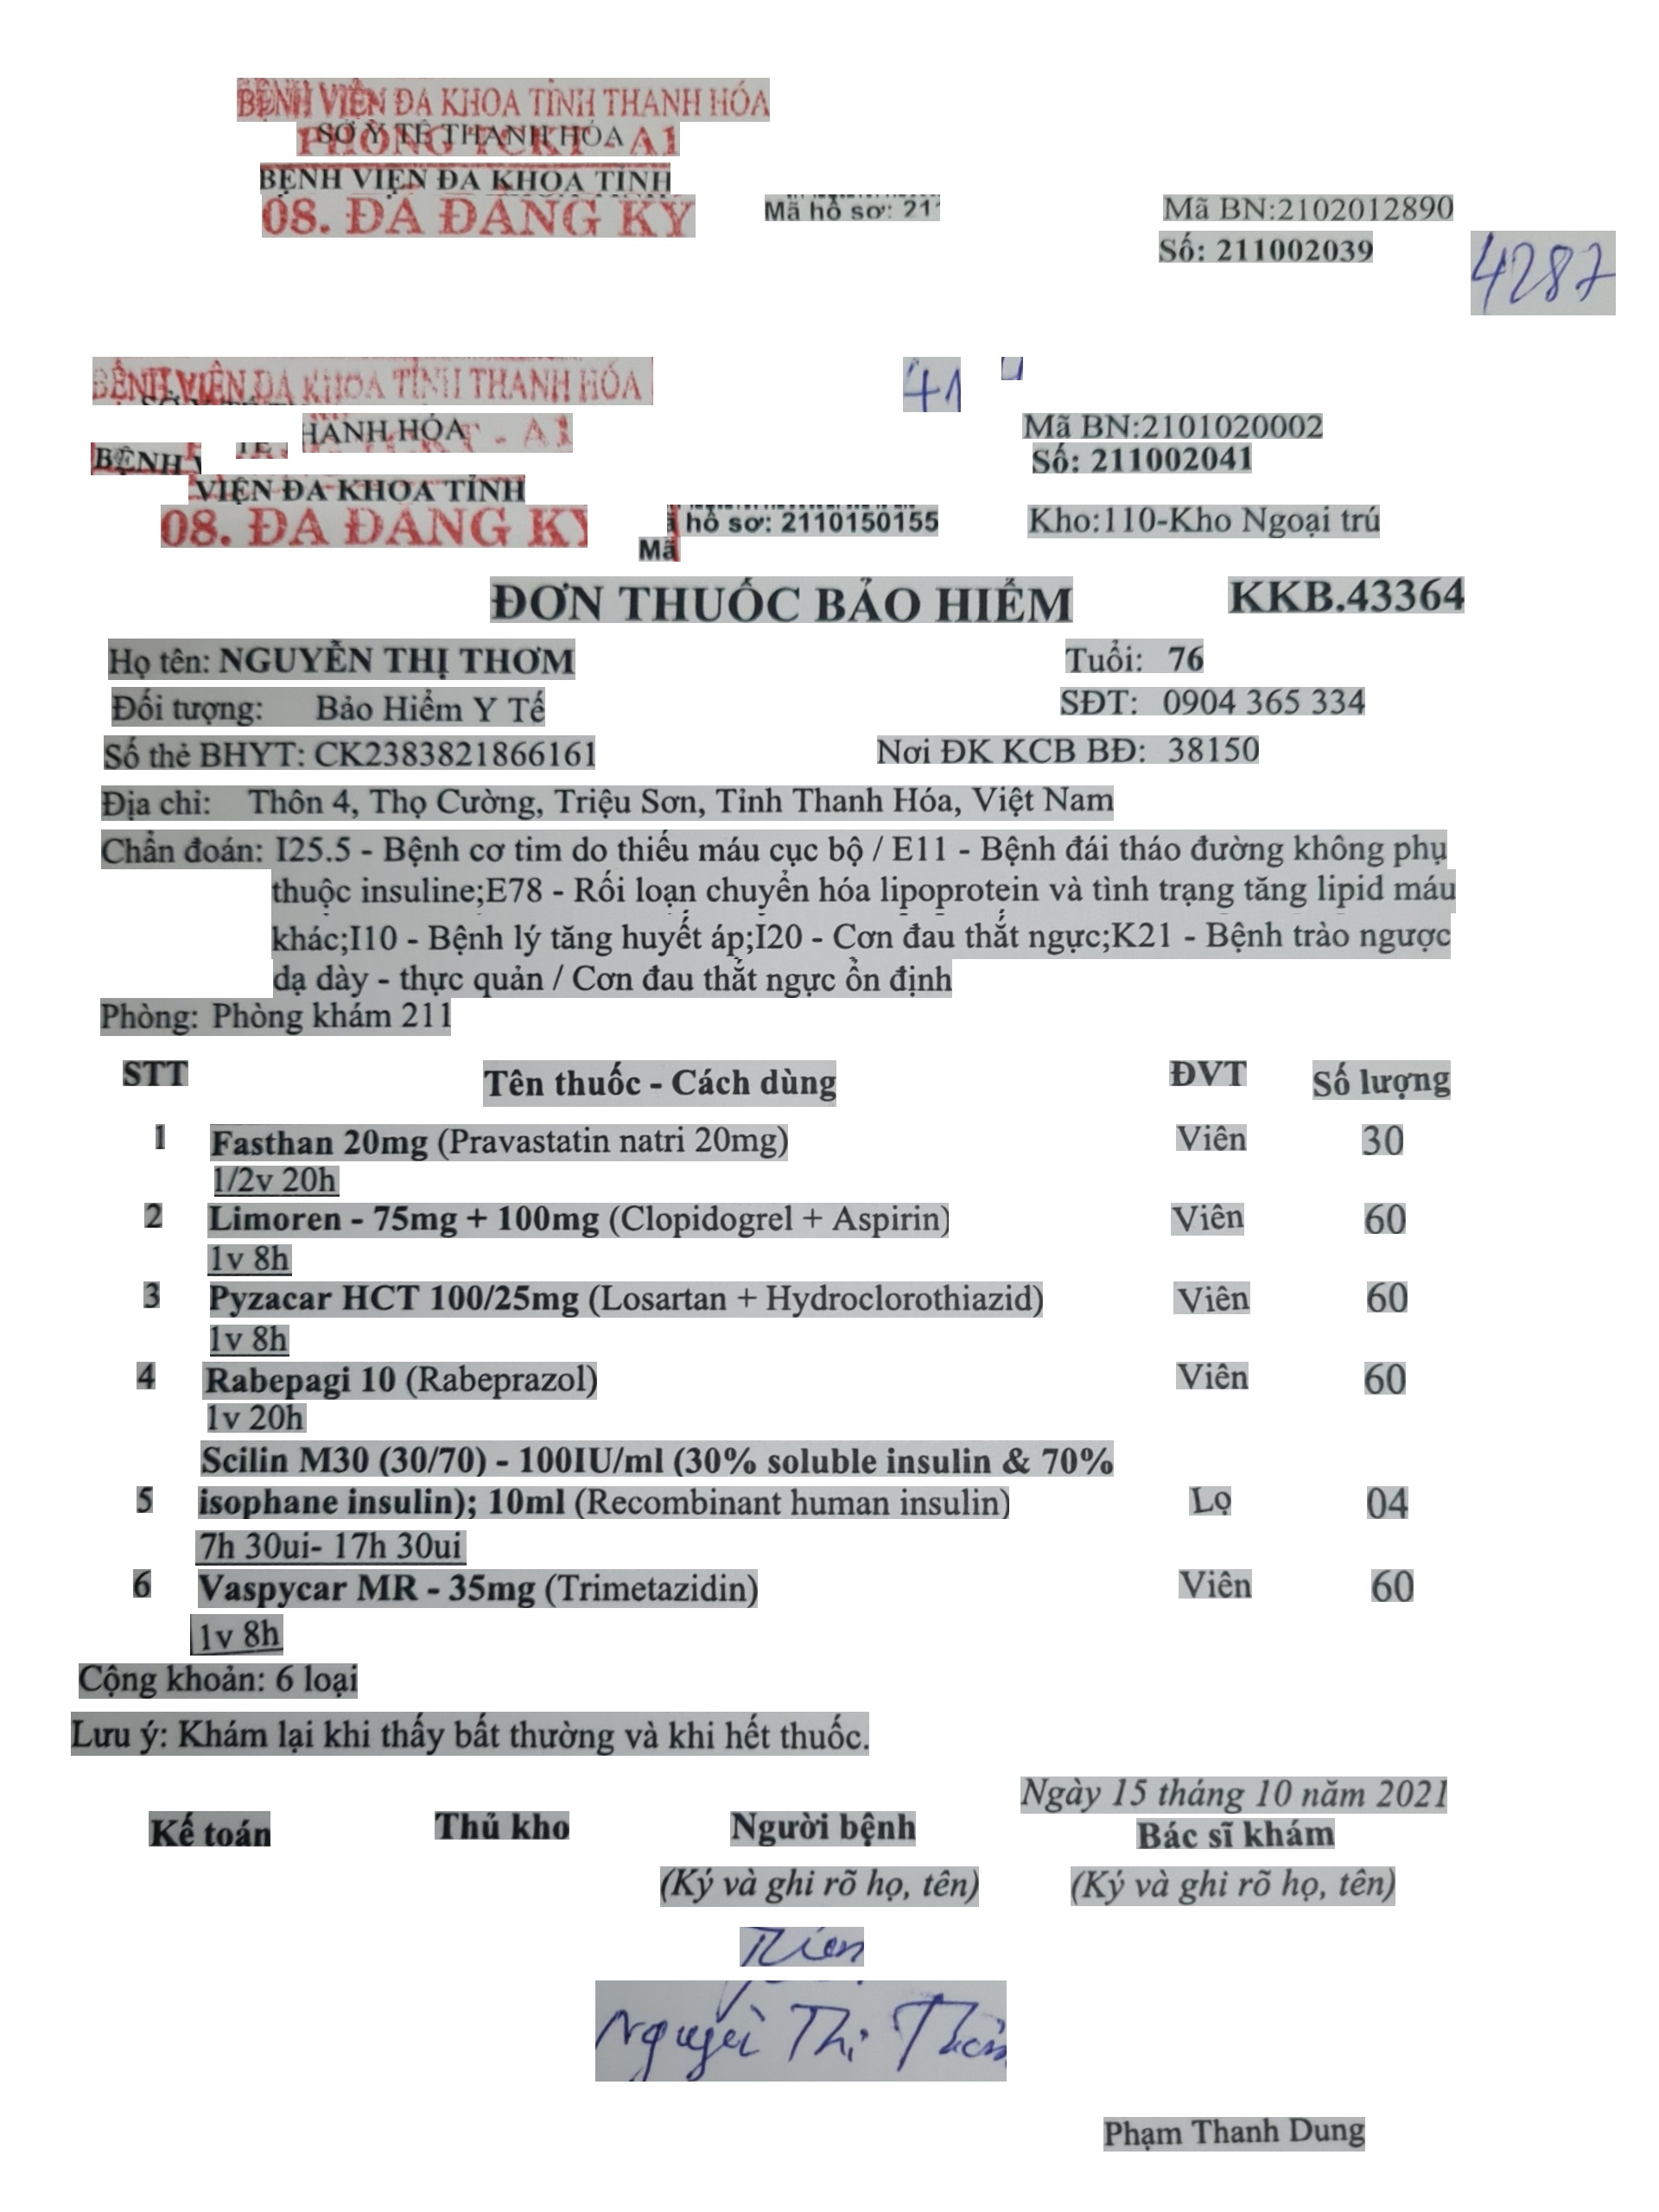 BỆNH VIỆN ĐA KHOA TỈNH THANH HÓA
SỞ Y TẾ THANH HÓA
PHÒNG TCKT - A1
BỆNH VIỆN ĐA KHOA TỈNH
08. ĐÃ ĐĂNG KÝ
Mã hồ sơ: 211
Mã BN:2102012890
Số: 211002039
4287
BỆNH VIỆN ĐA KHOA TỈNH THANH HÓA
TẾ THANH HÓA - A1
Mã BN:2101020002
BỆNH VIỆN ĐA KHOA TỈNH
Số: 211002041
08. ĐÃ ĐĂNG KÝ
Mã hồ sơ: 2110150155
Kho:110-Kho Ngoại trú
ĐƠN THUỐC BẢO HIỂM
KKB.43364
Họ tên: NGUYỄN THỊ THƠM
Tuổi: 76
Đối tượng: Bảo Hiểm Y Tế
SĐT: 0904 365 334
Số thẻ BHYT: CK2383821866161
Nơi ĐK KCB BĐ: 38150
Địa chỉ: Thôn 4, Thọ Cường, Triệu Sơn, Tỉnh Thanh Hóa, Việt Nam
Chẩn đoán: I25.5 - Bệnh cơ tim do thiếu máu cục bộ / E11 - Bệnh đái tháo đường không phụ
thuộc insuline;E78 - Rối loạn chuyển hóa lipoprotein và tình trạng tăng lipid máu
khác;I10 - Bệnh lý tăng huyết áp;I20 - Cơn đau thắt ngực;K21 - Bệnh trào ngược
dạ dày - thực quản / Cơn đau thắt ngực ổn định
Phòng: Phòng khám 211
STT Tên thuốc - Cách dùng ĐVT Số lượng
1 Fasthan 20mg (Pravastatin natri 20mg) Viên 30
1/2v 20h
2 Limoren - 75mg + 100mg (Clopidogrel + Aspirin) Viên 60
1v 8h
3 Pyzacar HCT 100/25mg (Losartan + Hydroclorothiazid) Viên 60
1v 8h
4 Rabepagi 10 (Rabeprazol) Viên 60
1v 20h
Scilin M30 (30/70) - 100IU/ml (30% soluble insulin & 70%
5 isophane insulin); 10ml (Recombinant human insulin) Lọ 04
7h 30ui- 17h 30ui
6 Vaspycar MR - 35mg (Trimetazidin) Viên 60
1v 8h
Cộng khoản: 6 loại
Lưu ý: Khám lại khi thấy bất thường và khi hết thuốc.
Ngày 15 tháng 10 năm 2021
Kế toán Thủ kho Người bệnh Bác sĩ khám
(Ký và ghi rõ họ, tên) (Ký và ghi rõ họ, tên)
Nguyễn Thị Thơm
Phạm Thanh Dung